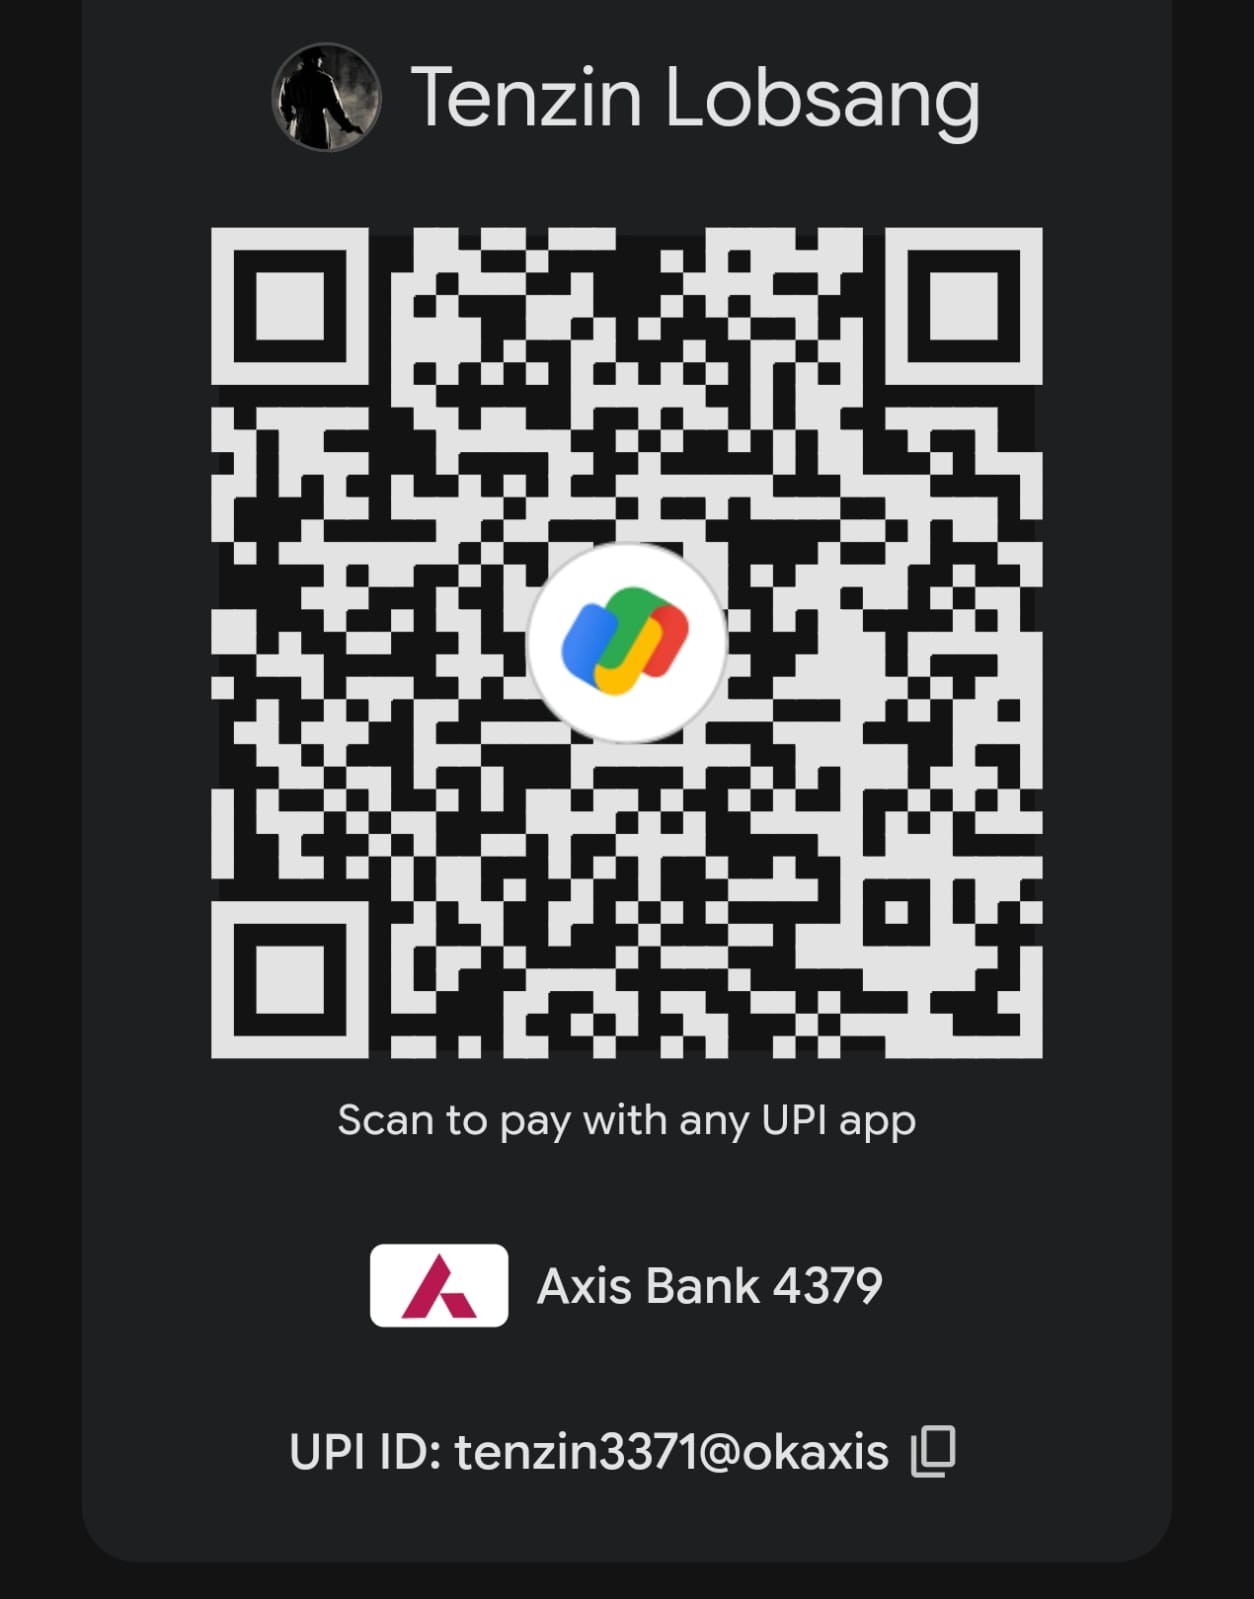 Tenzin Lobsang
Scan to pay with any UPI app
Axis Bank 4379
UPI ID: tenzin3371@okaxis